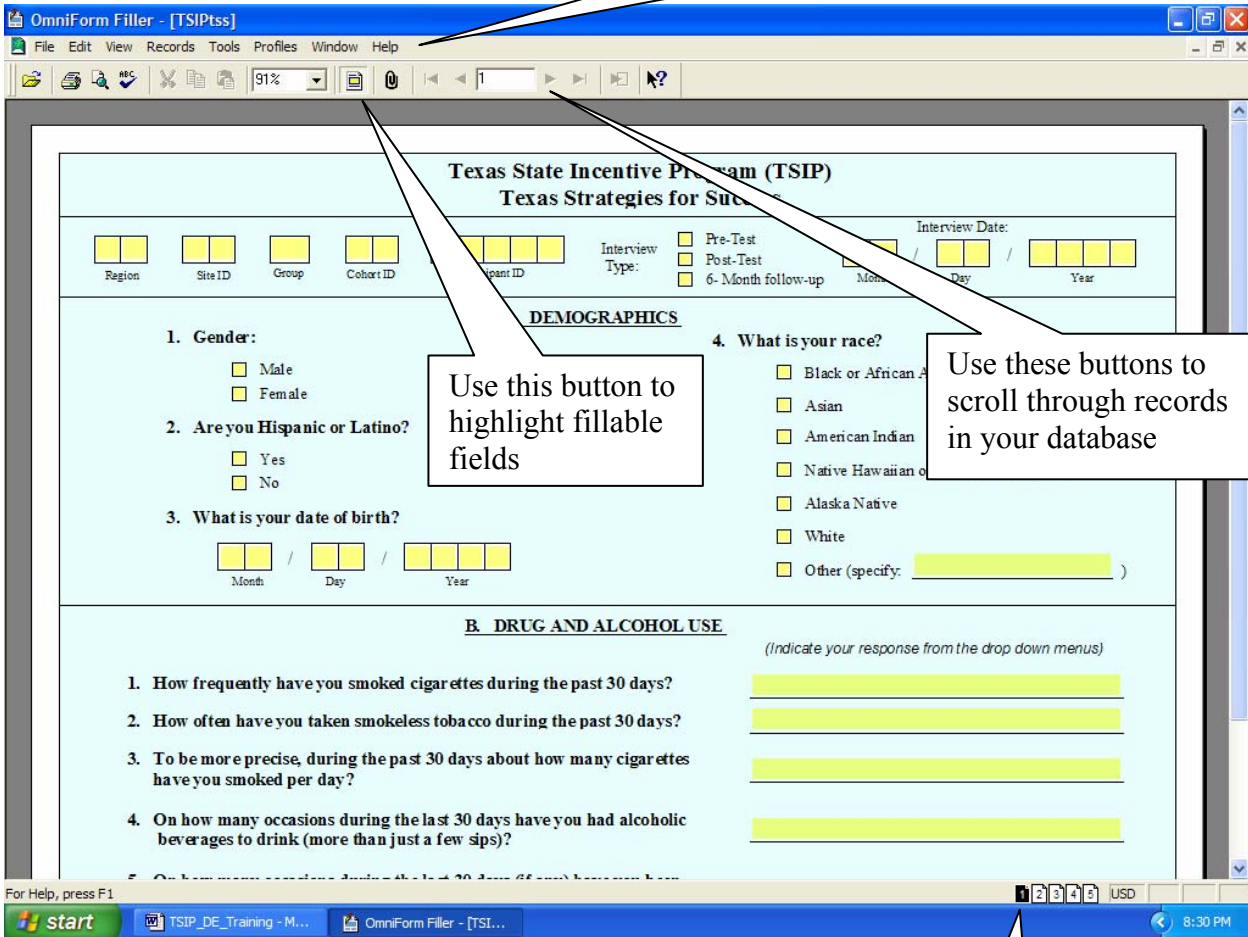 OmniForm Filler - [TSIPtss]
File Edit View Records Tools Profiles Window Help
ABC 91% 1 ?
Texas State Incentive Program (TSIP)
Texas Strategies for
Interview Date:
Interview Type:
Pre-Test
Post-Test
6- Month follow-up
/ /
Region Site ID Group Cohort ID ID Day Year
DEMOGRAPHICS
1. Gender:
Male
Female
2. Are you Hispanic or Latino?
Yes
No
3. What is your date of birth?
/ /
Month Day Year
4. What is your race?
Black or African
Asian
American Indian
Native Hawaiian
Alaska Native
White
Other (specify: )
Use this button to
highlight fillable
fields
Use these buttons to
scroll through records
in your database
B. DRUG AND ALCOHOL USE
(Indicate your response from the drop down menus)
1. How frequently have you smoked cigarettes during the past 30 days?
2. How often have you taken smokeless tobacco during the past 30 days?
3. To be more precise, during the past 30 days about how many cigarettes
have you smoked per day?
4. On how many occasions during the last 30 days have you had alcoholic
beverages to drink (more than just a few sips)?
For Help, press F1
1 2 3 4 5 USD
start TSIP_DE_Training - M... OmniForm Filler - [TSI... 8:30 PM